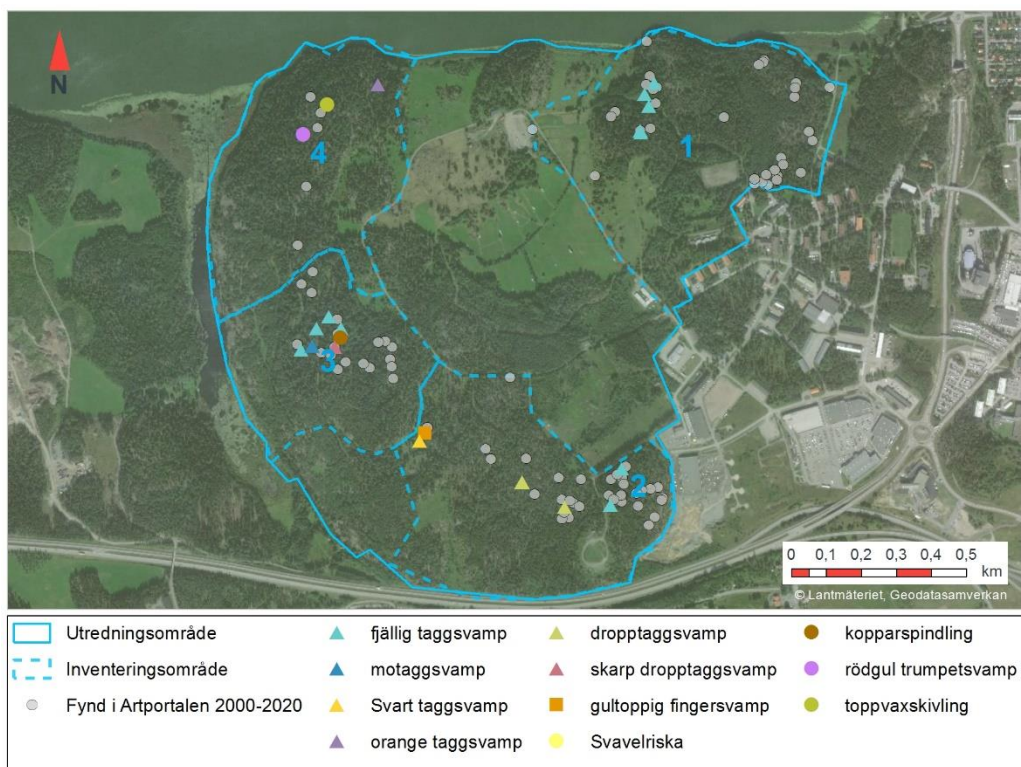 N
1
4
3
2
0 0,1 0,2 0,3 0,4 0,5
km
© Lantmäteriet, Geodatasamverkan
Utredningsområde
fjällig taggsvamp
dropptaggsvamp
kopparspindling
Inventeringsområde
motaggsvamp
skarp dropptaggsvamp
rödgul trumpetsvamp
Fynd i Artportalen 2000-2020
Svart taggsvamp
gultoppig fingersvamp
toppvaxskivling
orange taggsvamp
Svavelriska